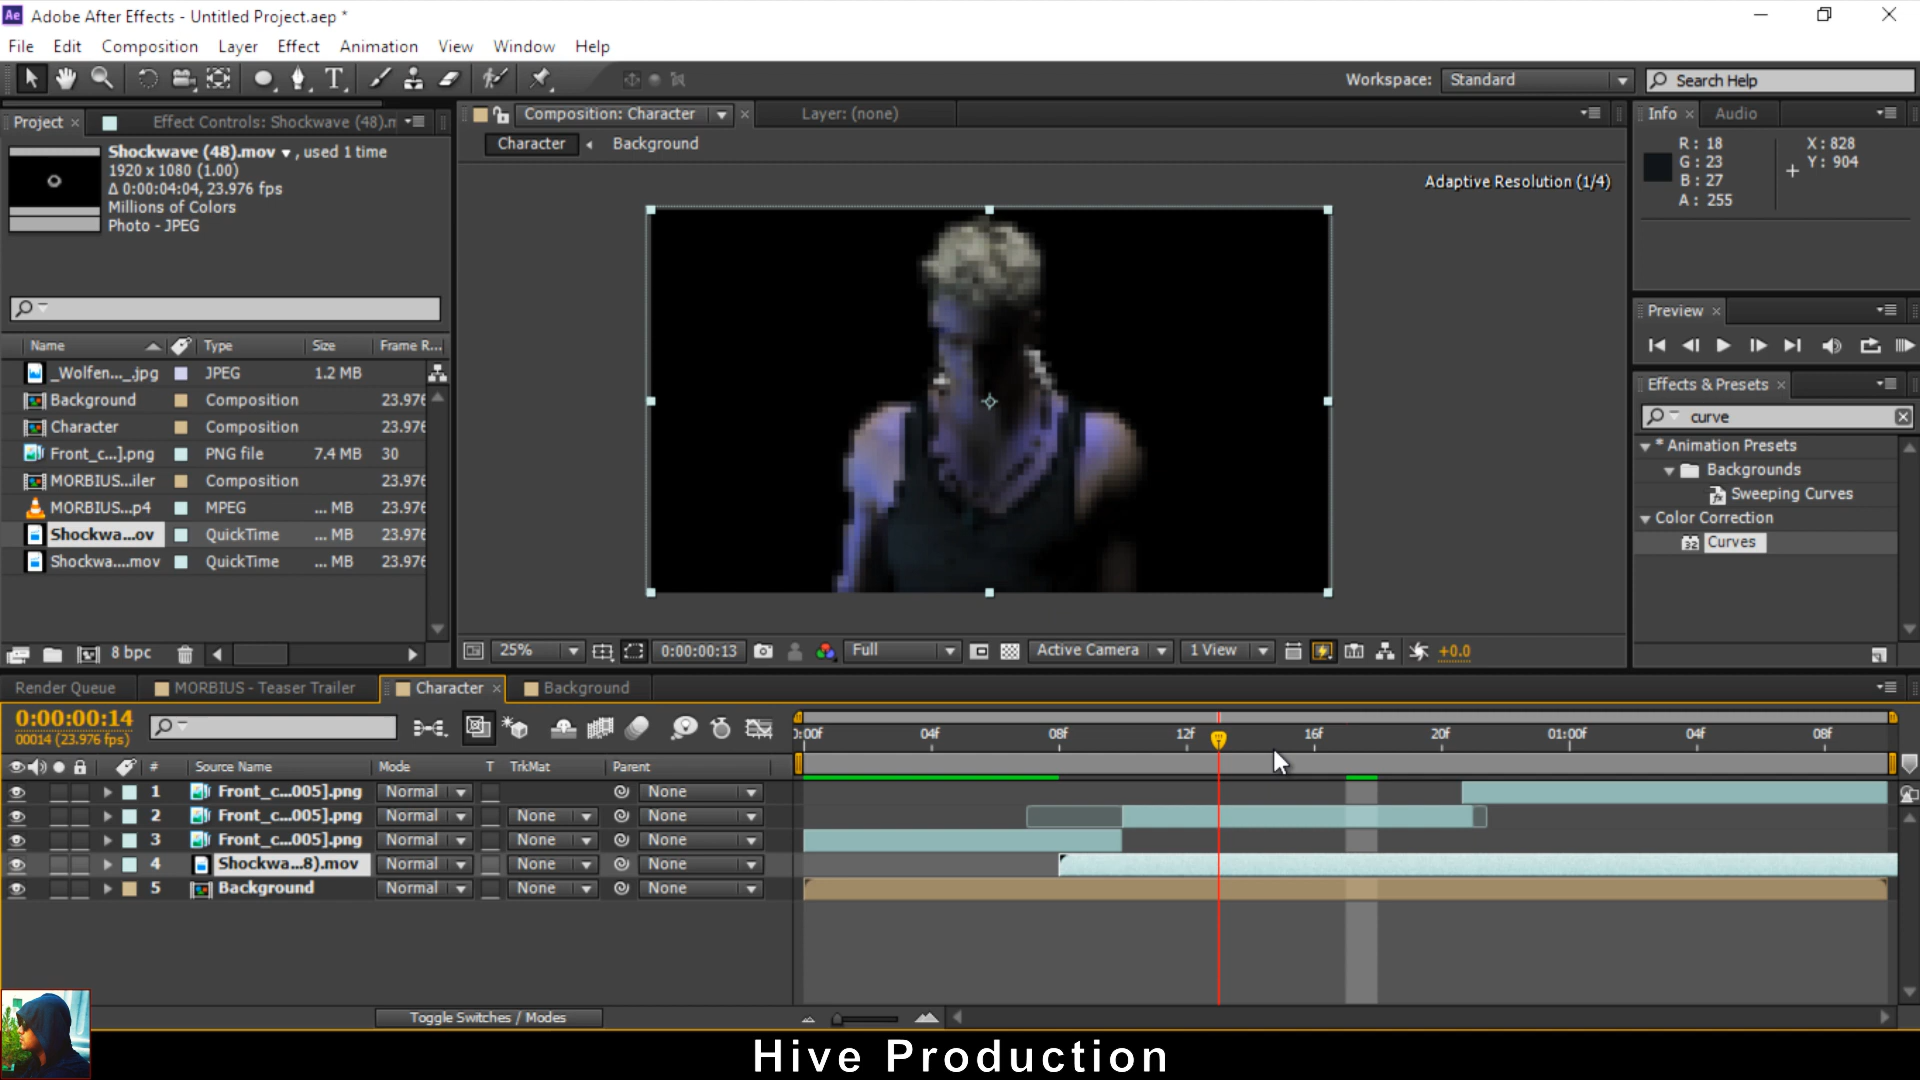 Ae Adobe After Effects - Untitled Project.aep *
File Edit Composition Layer Effect Animation View Window Help
T Workspace: Standard Search Help
Project × Effect Controls: Shockwave (48).m
Composition: Character × Layer: (none)
Info × Audio
Shockwave (48).mov , used 1 time
1920 x 1080 (1.00)
Δ 0:00:04:04, 23.976 fps
Millions of Colors
Photo - JPEG
Character Background
Adaptive Resolution (1/4)
R: 18 X: 828
G: 23 Y: 904
B: 27
A: 255
Preview ×
Effects & Presets ×
curve
* Animation Presets
Backgrounds
Sweeping Curves
Color Correction
32 Curves
Name Type Size Frame R...
_Wolfen..._.jpg JPEG 1.2 MB
Background Composition 23.976
Character Composition 23.976
Front_c...].png PNG file 7.4 MB 30
MORBIUS...iler Composition 23.976
MORBIUS...p4 MPEG ... MB 23.976
Shockwa...ov QuickTime ... MB 23.976
Shockwa....mov QuickTime ... MB 23.976
8 bpc
25% 0:00:00:13 Full Active Camera 1 View +0.0
Render Queue MORBIUS - Teaser Trailer Character × Background
0:00:00:14
00014 (23.976 fps)
0:00f 04f 08f 12f 16f 20f 01:00f 04f 08f
# Source Name Mode T TrkMat Parent
1 Front_c...005].png Normal None
2 Front_c...005].png Normal None None
3 Front_c...005].png Normal None None
4 Shockwa...8).mov Normal None None
5 Background Normal None None
Toggle Switches / Modes
Hive Production